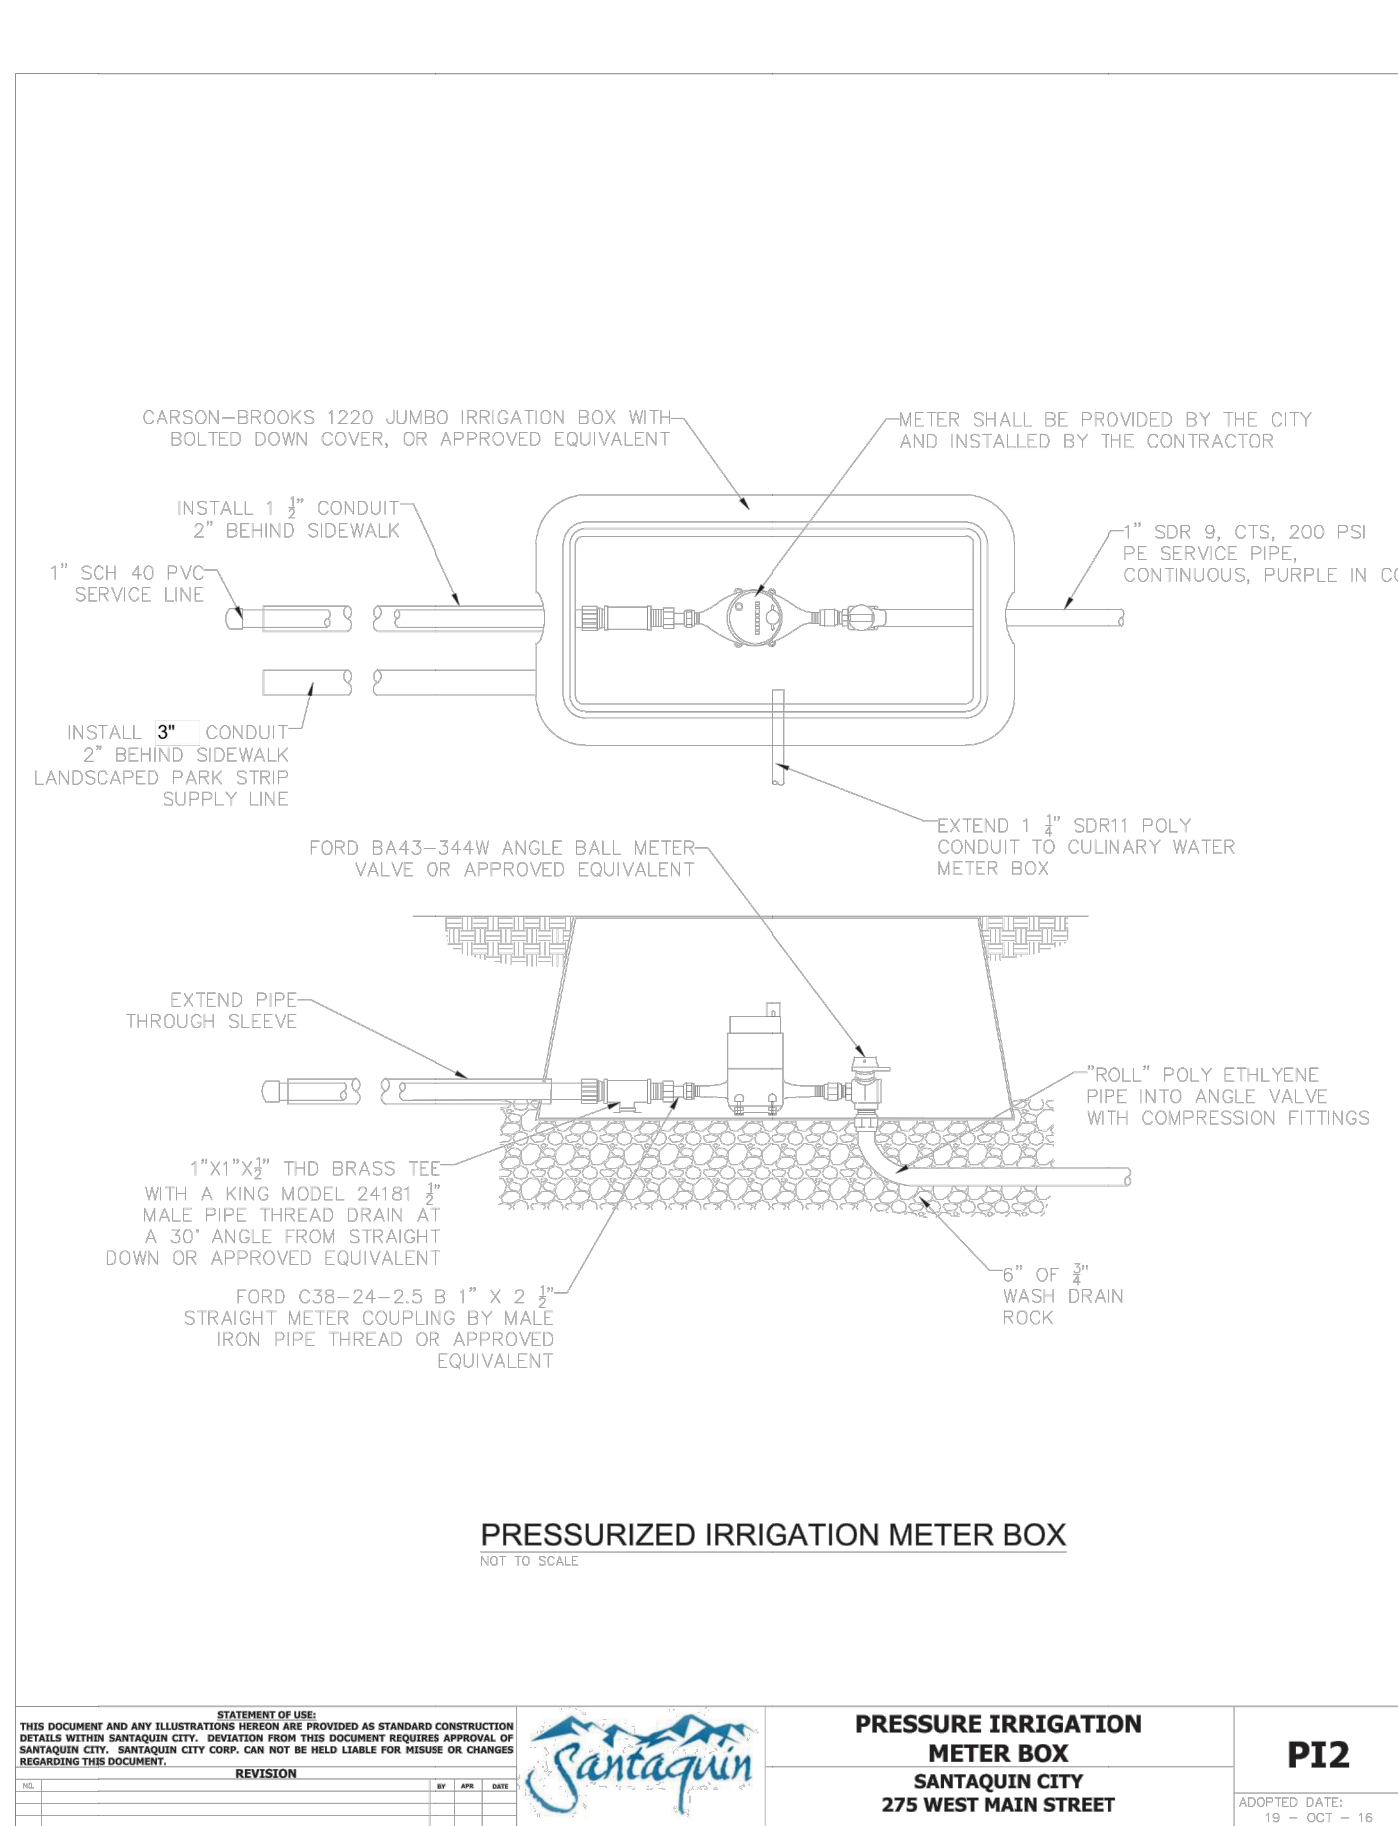 CARSON-BROOKS 1220 JUMBO IRRIGATION BOX WITH
BOLTED DOWN COVER, OR APPROVED EQUIVALENT
METER SHALL BE PROVIDED BY THE CITY
AND INSTALLED BY THE CONTRACTOR
INSTALL 1 1/2" CONDUIT
2" BEHIND SIDEWALK
1" SDR 9, CTS, 200 PSI
PE SERVICE PIPE,
CONTINUOUS, PURPLE IN CO
1" SCH 40 PVC
SERVICE LINE
INSTALL 3" CONDUIT
2" BEHIND SIDEWALK
LANDSCAPED PARK STRIP
SUPPLY LINE
EXTEND 1 1/4" SDR11 POLY
CONDUIT TO CULINARY WATER
METER BOX
FORD BA43-344W ANGLE BALL METER
VALVE OR APPROVED EQUIVALENT
EXTEND PIPE
THROUGH SLEEVE
"ROLL" POLY ETHLYENE
PIPE INTO ANGLE VALVE
WITH COMPRESSION FITTINGS
1"X1"X1/2" THD BRASS TEE
WITH A KING MODEL 24181 1/2"
MALE PIPE THREAD DRAIN AT
A 30° ANGLE FROM STRAIGHT
DOWN OR APPROVED EQUIVALENT
6" OF 3/4"
WASH DRAIN
ROCK
FORD C38-24-2.5 B 1" X 2 1/2"
STRAIGHT METER COUPLING BY MALE
IRON PIPE THREAD OR APPROVED
EQUIVALENT
PRESSURIZED IRRIGATION METER BOX
NOT TO SCALE
STATEMENT OF USE:
THIS DOCUMENT AND ANY ILLUSTRATIONS HEREON ARE PROVIDED AS STANDARD CONSTRUCTION
DETAILS WITHIN SANTAQUIN CITY. DEVIATION FROM THIS DOCUMENT REQUIRES APPROVAL OF
SANTAQUIN CITY. SANTAQUIN CITY CORP. CAN NOT BE HELD LIABLE FOR MISUSE OR CHANGES
REGARDING THIS DOCUMENT.
REVISION
NO. BY APR DATE
Santaquin
PRESSURE IRRIGATION
METER BOX
SANTAQUIN CITY
275 WEST MAIN STREET
PI2
ADOPTED DATE:
19 - OCT - 16